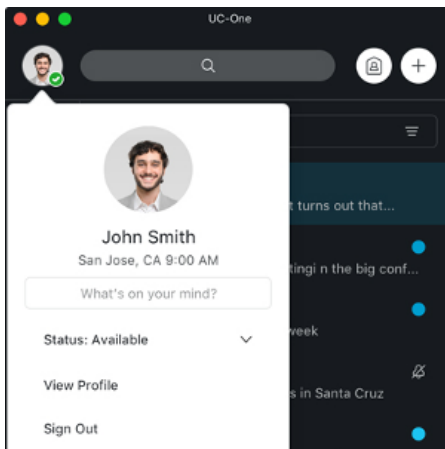 UC-One
t turns out that...
John Smith
San Jose, CA 9:00 AM
tingi n the big conf...
What's on your mind?
Status: Available
week
View Profile
s in Santa Cruz
Sign Out